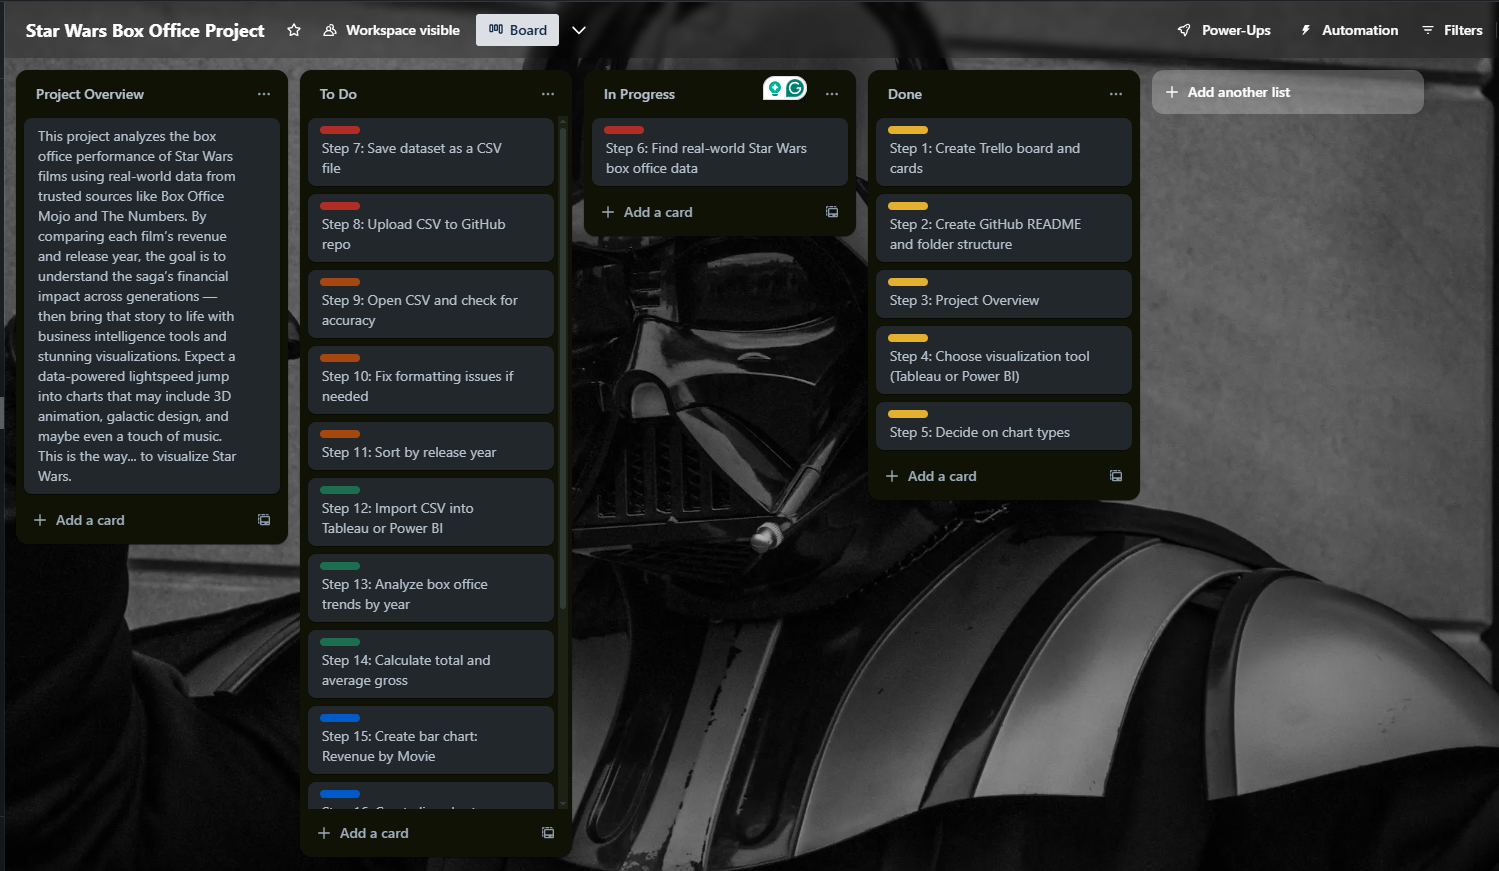 Star Wars Box Office Project
Workspace visible
Board
Power-Ups
Automation
Filters
Project Overview
This project analyzes the box
office performance of Star Wars
films using real-world data from
trusted sources like Box Office
Mojo and The Numbers. By
comparing each film's revenue
and release year, the goal is to
understand the saga's financial
impact across generations —
then bring that story to life with
business intelligence tools and
stunning visualizations. Expect a
data-powered lightspeed jump
into charts that may include 3D
animation, galactic design, and
maybe even a touch of music.
This is the way... to visualize Star
Wars.
Add a card
To Do
Step 7: Save dataset as a CSV
file
Step 8: Upload CSV to GitHub
repo
Step 9: Open CSV and check for
accuracy
Step 10: Fix formatting issues if
needed
Step 11: Sort by release year
Step 12: Import CSV into
Tableau or Power BI
Step 13: Analyze box office
trends by year
Step 14: Calculate total and
average gross
Step 15: Create bar chart:
Revenue by Movie
Add a card
In Progress
Step 6: Find real-world Star Wars
box office data
Add a card
Done
Step 1: Create Trello board and
cards
Step 2: Create GitHub README
and folder structure
Step 3: Project Overview
Step 4: Choose visualization tool
(Tableau or Power BI)
Step 5: Decide on chart types
Add a card
Add another list